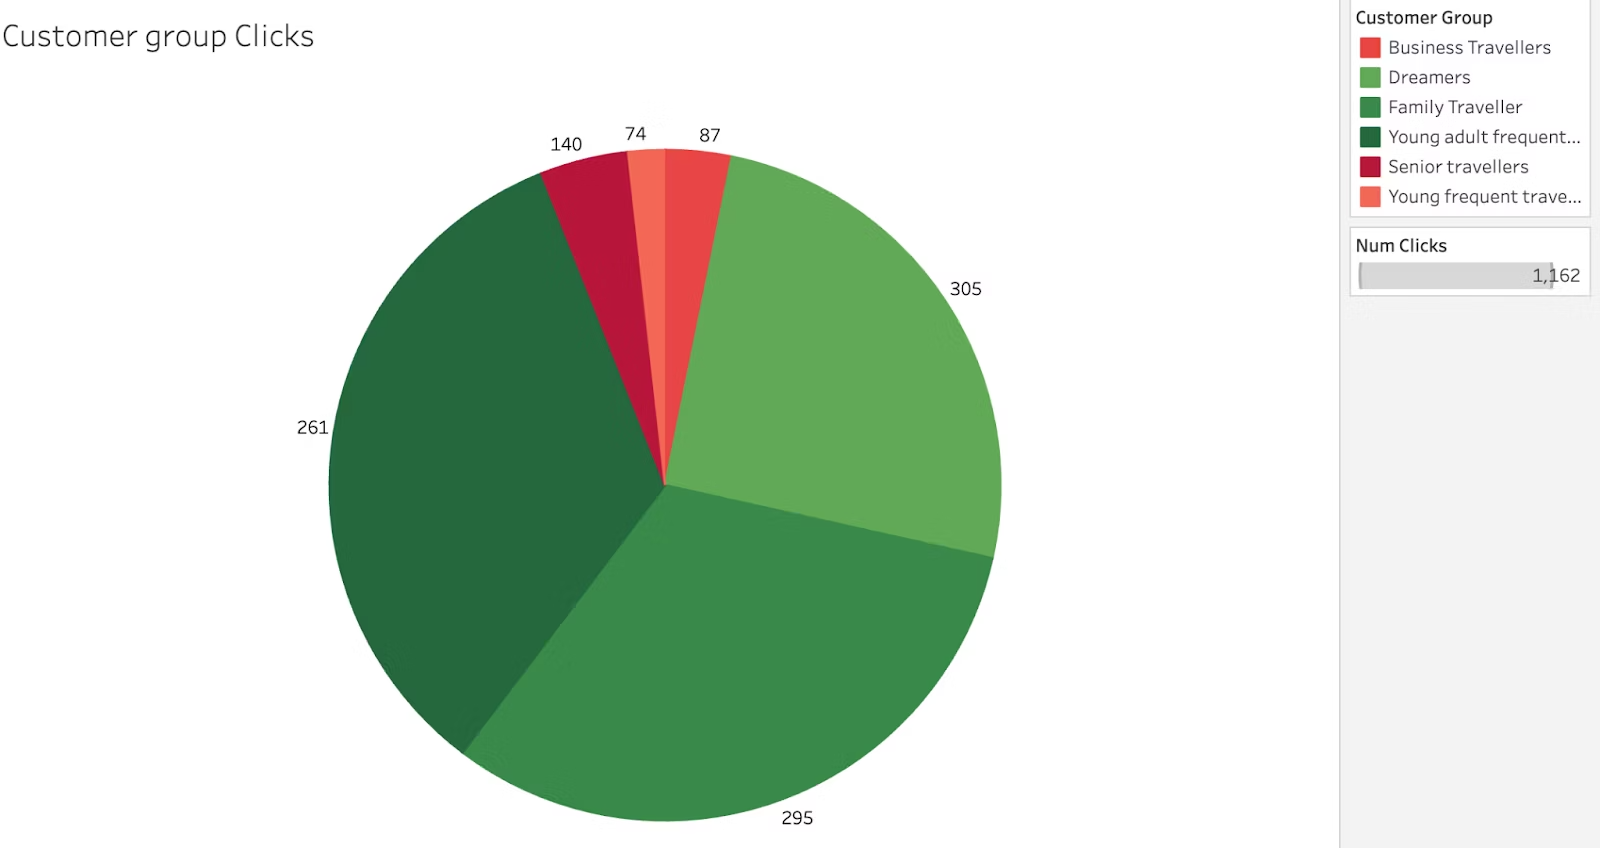 Customer group Clicks
74
87
140
305
261
295
Customer Group
Business Travellers
Dreamers
Family Traveller
Young adult frequent...
Senior travellers
Young frequent trave...
Num Clicks
1,162